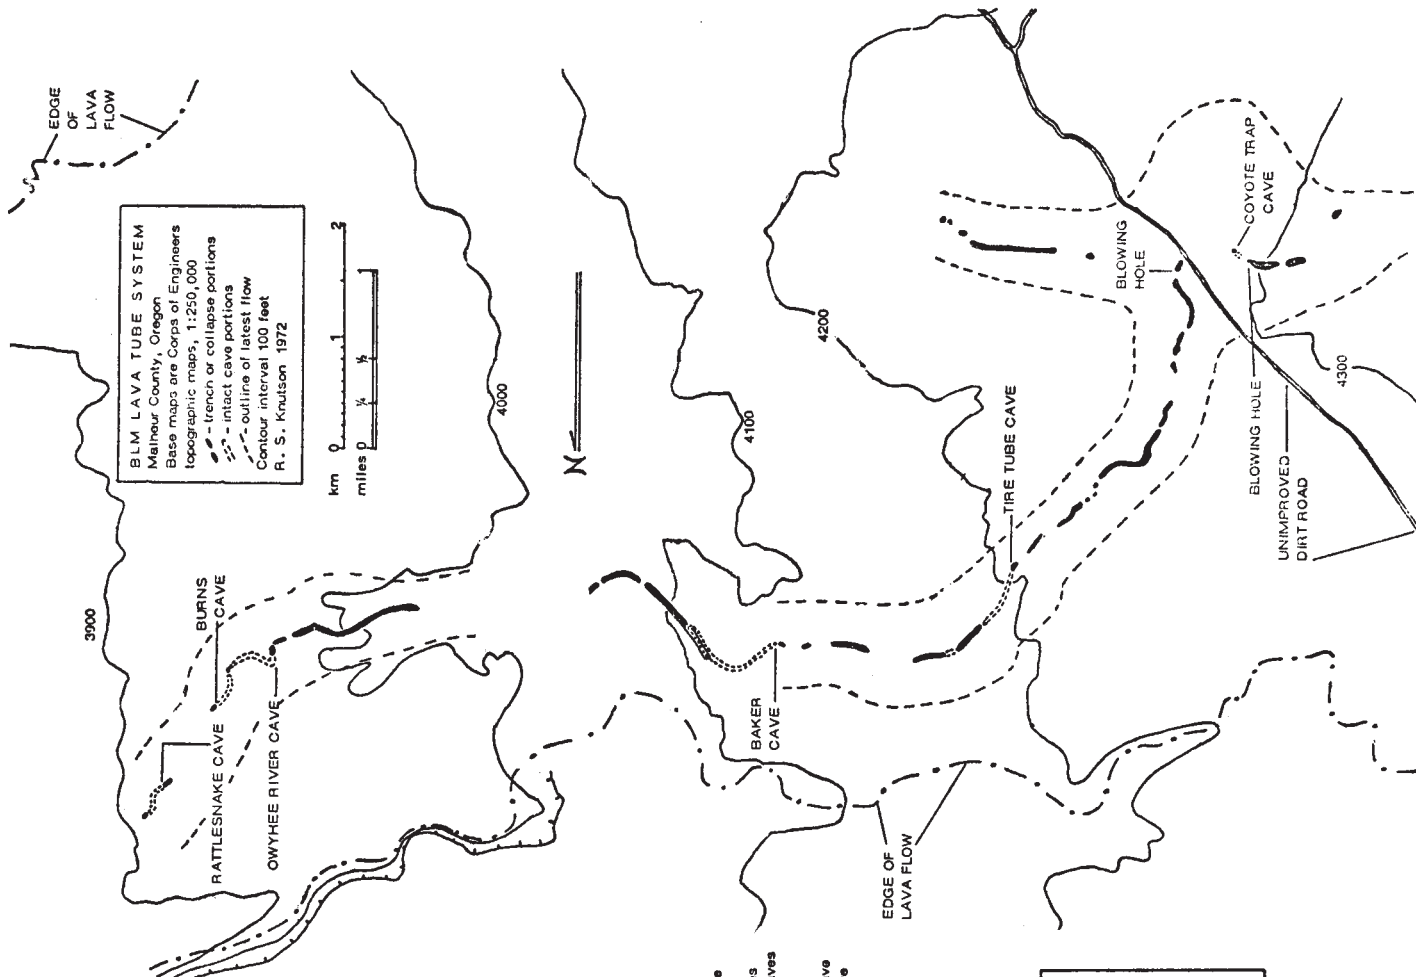 EDGE
OF
LAVA
FLOW
BLM LAVA TUBE SYSTEM
Malheur County, Oregon
Base maps are Corps of Engineers
topographic maps, 1:250,000
- trench or collapse portions
- intact cave portions
- outline of latest flow
Contour interval 100 feet
R. S. Knutson 1972
km 0 1 2
miles 0 ¼ ½ 1
N
3900
4000
4100
4200
4300
BURNS
CAVE
RATTLESNAKE CAVE
OWYHEE RIVER CAVE
BAKER
CAVE
TIRE TUBE CAVE
BLOWING
HOLE
COYOTE TRAP
CAVE
BLOWING HOLE
UNIMPROVED
DIRT ROAD
EDGE OF
LAVA FLOW